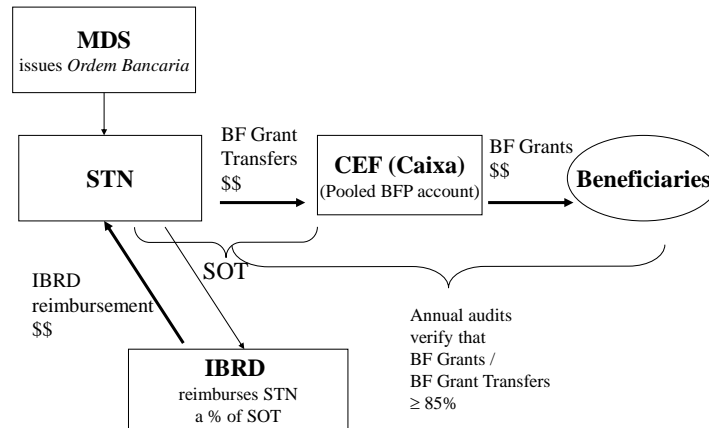 MDS
issues Ordem Bancaria
STN
BF Grant
Transfers
$$
CEF (Caixa)
(Pooled BFP account)
BF Grants
$$
Beneficiaries
SOT
IBRD
reimbursement
$$
IBRD
reimburses STN
a % of SOT
Annual audits
verify that
BF Grants /
BF Grant Transfers
≥ 85%